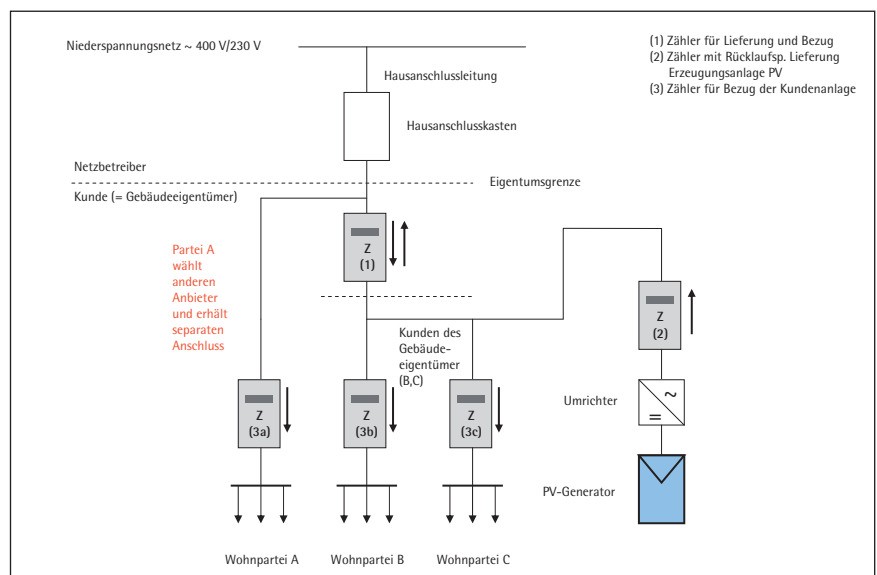 Niederspannungsnetz ~ 400 V/230 V
(1) Zähler für Lieferung und Bezug
(2) Zähler mit Rücklaufsp. Lieferung
Erzeugungsanlage PV
(3) Zähler für Bezug der Kundenanlage
Hausanschlussleitung
Hausanschlusskasten
Netzbetreiber
Eigentumsgrenze
Kunde (= Gebäudeeigentümer)
Partei A
wählt
anderen
Anbieter
und erhält
separaten
Anschluss
Z
(1)
Z
(2)
Kunden des
Gebäude-
eigentümer
(B,C)
Z
(3a)
Z
(3b)
Z
(3c)
Umrichter
~
=
PV-Generator
Wohnpartei A
Wohnpartei B
Wohnpartei C